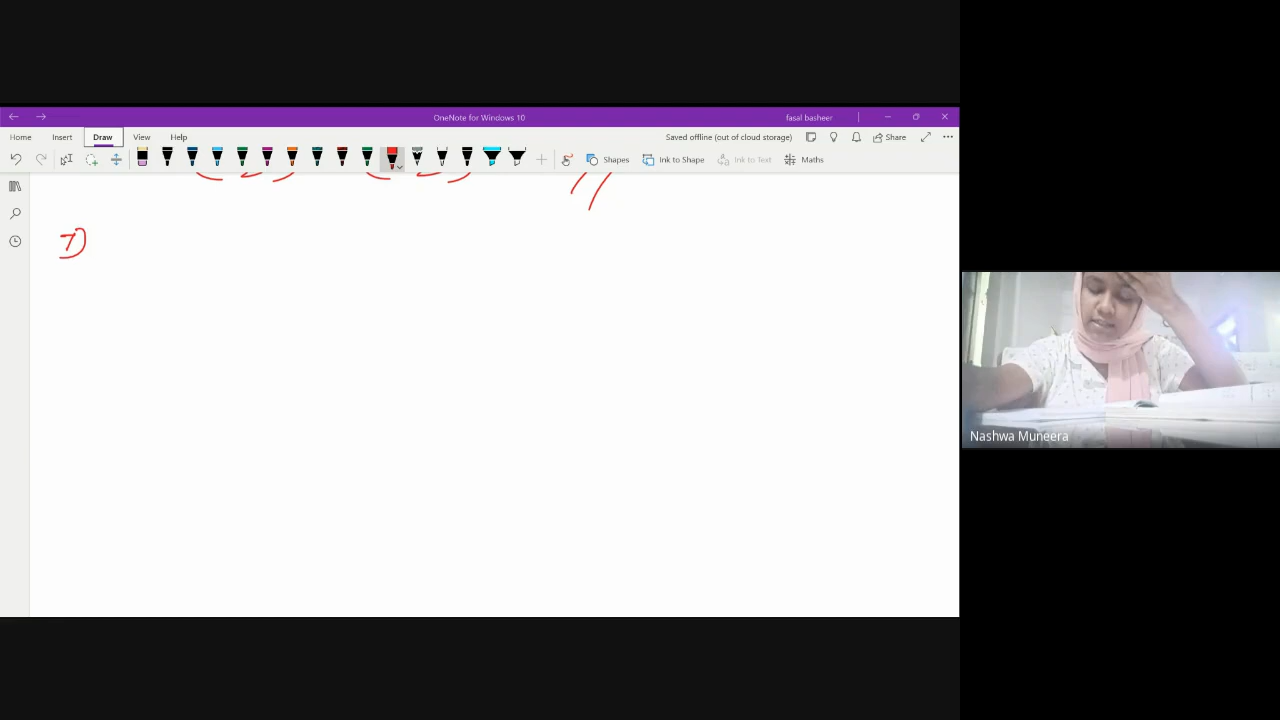 OneNote for Windows 10
fasal basheer
Home Insert Draw View Help
Saved offline (out of cloud storage) Share
Shapes Ink to Shape Ink to Text Maths
7)
Nashwa Muneera